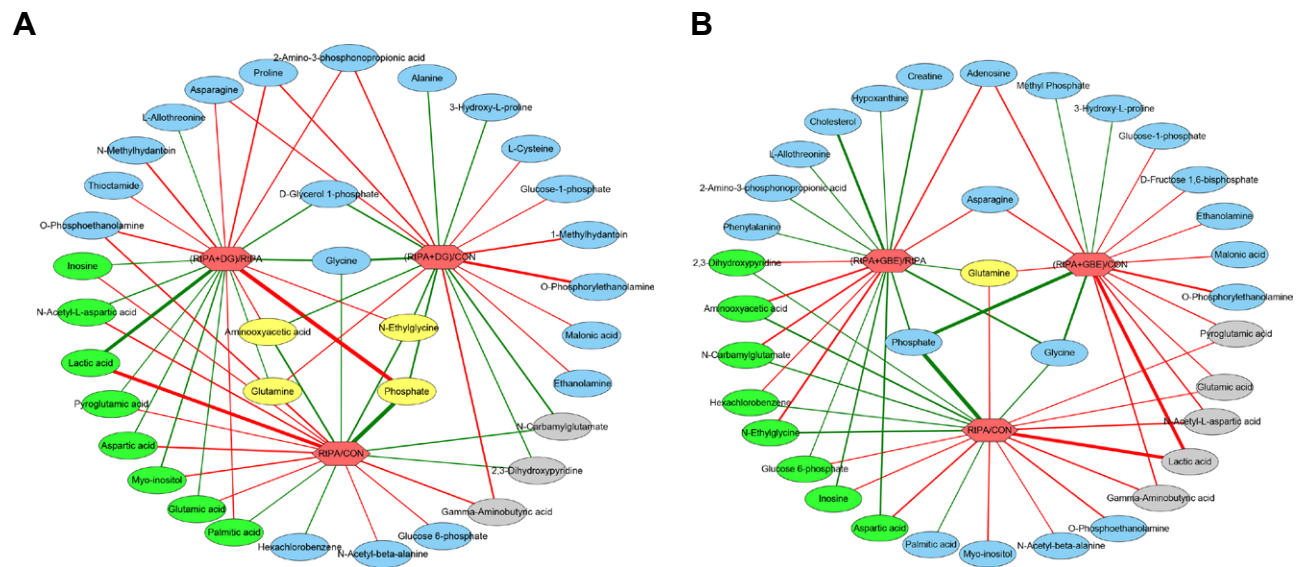 A
2-Amino-3-phosphonopropionic acid
Proline
Alanine
Asparagine
3-Hydroxy-L-proline
L-Allothreonine
L-Cysteine
N-Methylhydantoin
Thioctamide
D-Glycerol 1-phosphate
Glucose-1-phosphate
O-Phosphoethanolamine
1-Methylhydantoin
(RIPA+DG)/RIPA
Glycine
(RIPA+DG)/CON
Inosine
O-Phosphorylethanolamine
N-Acetyl-L-aspartic acid
Aminooxyacetic acid
N-Ethylglycine
Malonic acid
Lactic acid
Glutamine
Phosphate
Ethanolamine
Pyroglutamic acid
N-Carbamylglutamate
Aspartic acid
RIPA/CON
2,3-Dihydroxypyridine
Myo-inositol
Glutamic acid
Gamma-Aminobutyric acid
Palmitic acid
Glucose 6-phosphate
Hexachlorobenzene
N-Acetyl-beta-alanine
B
Creatine
Adenosine
Methyl Phosphate
Hypoxanthine
3-Hydroxy-L-proline
Cholesterol
Glucose-1-phosphate
L-Allothreonine
D-Fructose 1,6-bisphosphate
2-Amino-3-phosphonopropionic acid
Asparagine
Ethanolamine
Phenylalanine
Malonic acid
2,3-Dihydroxypyridine
(RIPA+GBE)/RIPA
Glutamine
(RIPA+GBE)/CON
O-Phosphorylethanolamine
Aminooxyacetic acid
Pyroglutamic acid
Phosphate
Glycine
N-Carbamylglutamate
Glutamic acid
Hexachlorobenzene
N-Acetyl-L-aspartic acid
N-Ethylglycine
RIPA/CON
Lactic acid
Glucose 6-phosphate
Inosine
Gamma-Aminobutyric acid
Aspartic acid
O-Phosphoethanolamine
Palmitic acid
N-Acetyl-beta-alanine
Myo-inositol